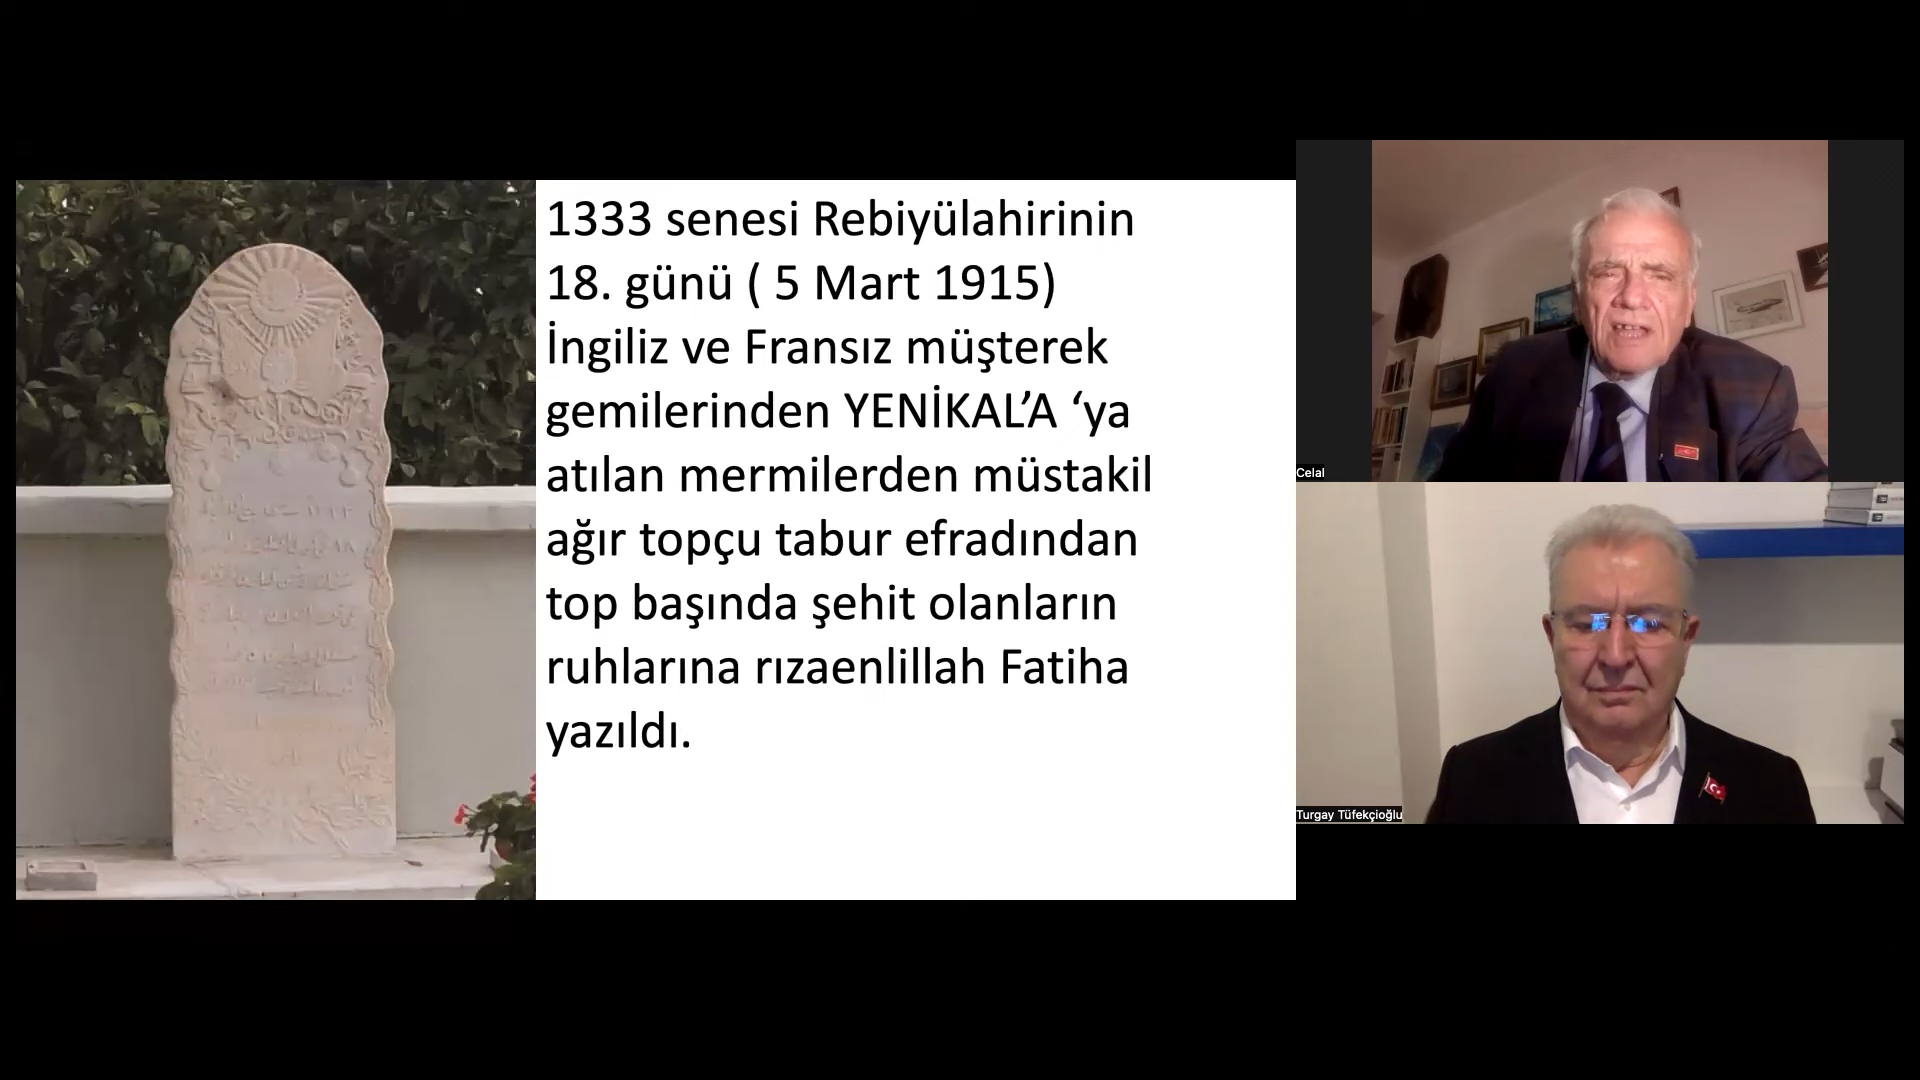 1333 senesi Rebiyülahirinin
18. günü ( 5 Mart 1915)
İngiliz ve Fransız müşterek
gemilerinden YENİKAL’A ‘ya
atılan mermilerden müstakil
ağır topçu tabur efradından
top başında şehit olanların
ruhlarına rızaenlillah Fatiha
yazıldı.
Celal
Turgay Tüfekçioğlu